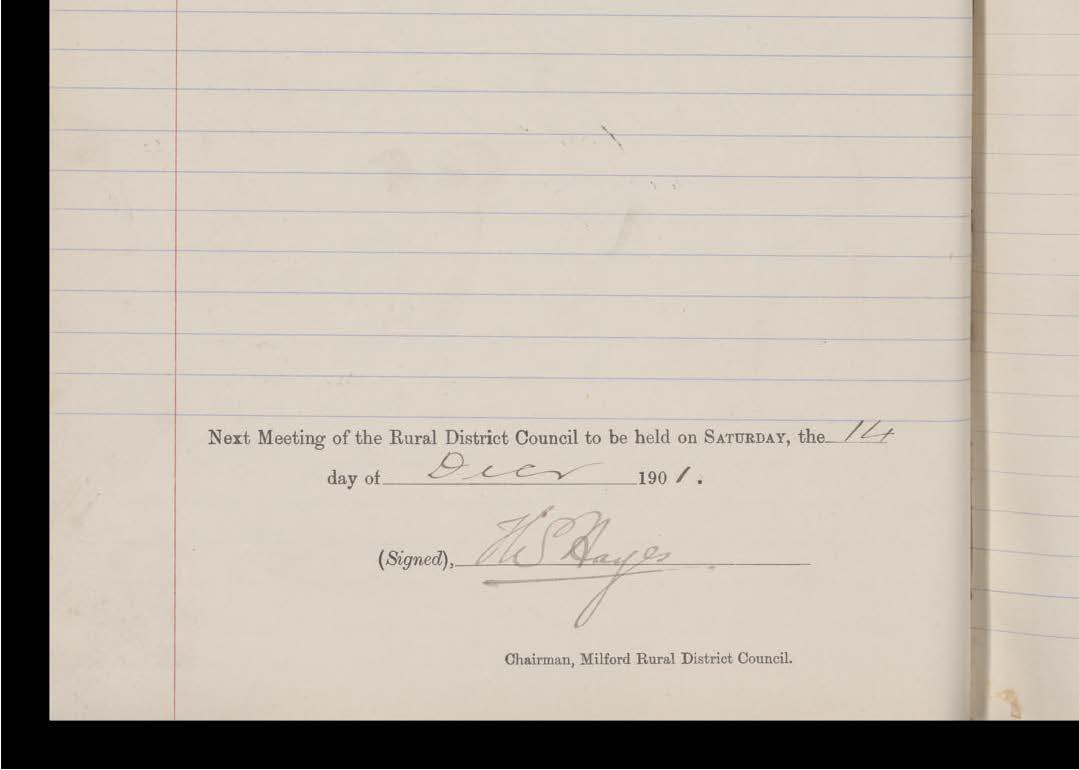 Next Meeting of the Rural District Council to be held on SATURDAY, the 14
day of Decr 1901.
(Signed), H S Hayes
Chairman, Milford Rural District Council.